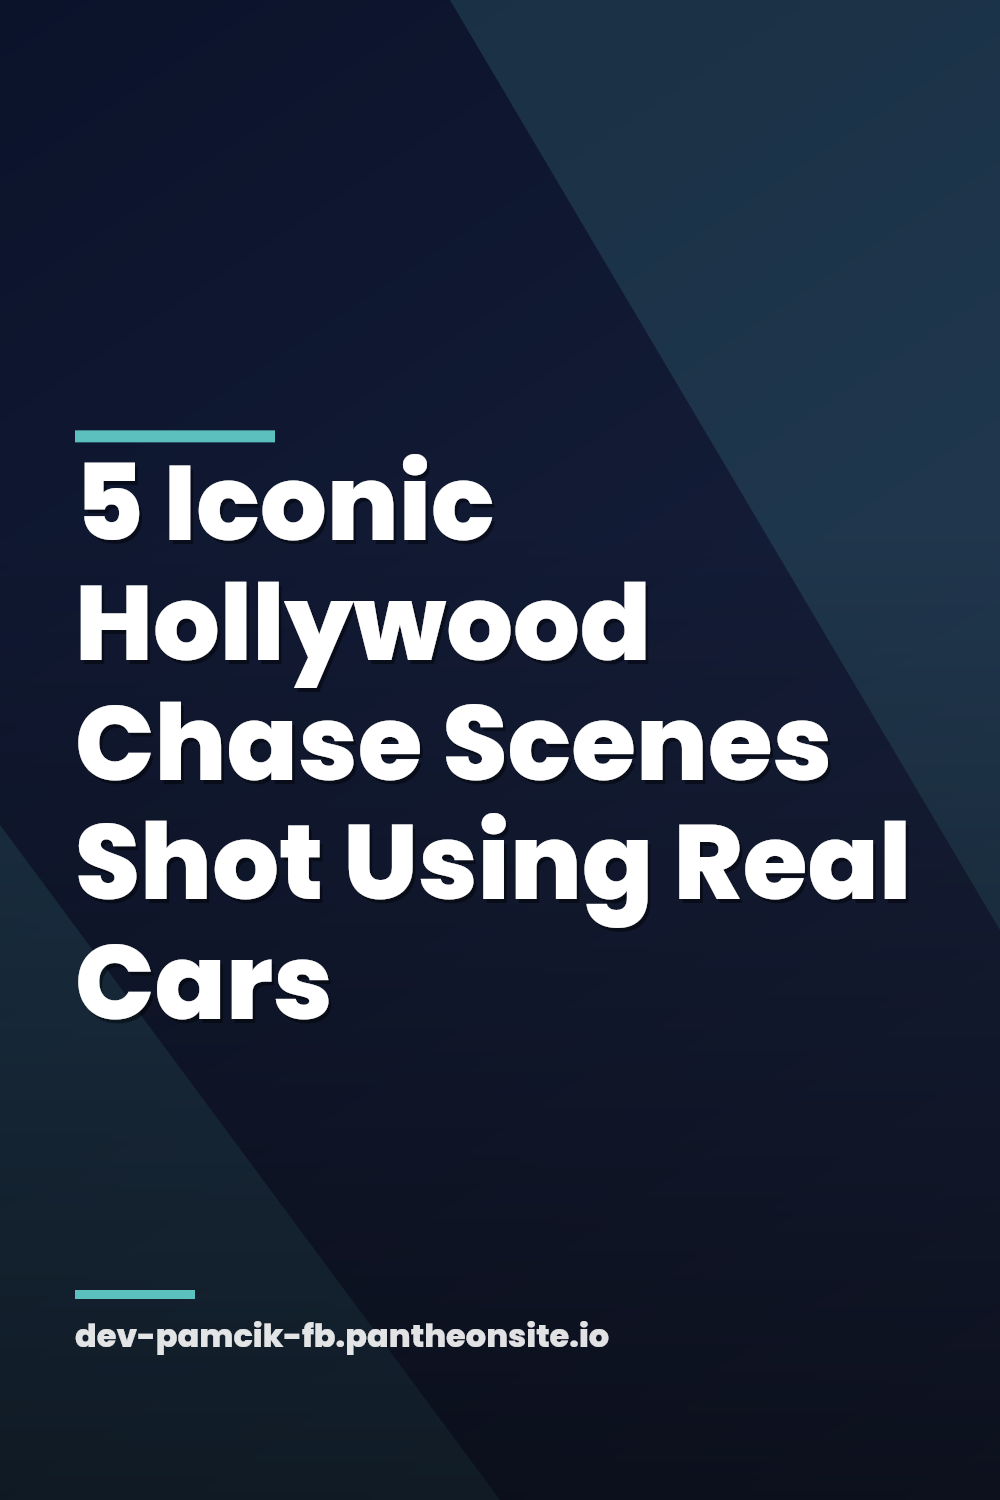 5 Iconic
Hollywood
Chase Scenes
Shot Using Real
Cars
dev-pamcik-fb.pantheonsite.io